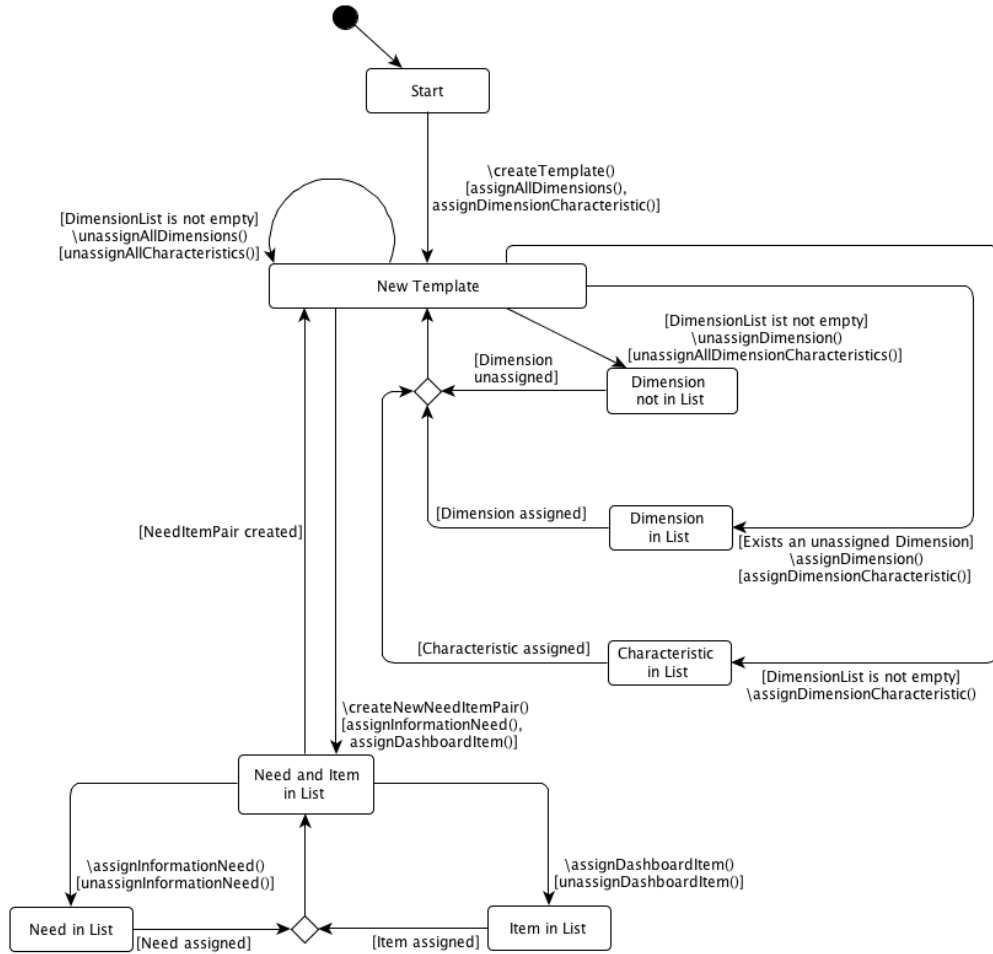 Start
\createTemplate()
[assignAllDimensions(),
assignDimensionCharacteristic()]
[DimensionList is not empty]
\unassignAllDimensions()
[unassignAllCharacteristics()]
New Template
[DimensionList ist not empty]
\unassignDimension()
[unassignAllDimensionCharacteristics()]
[Dimension
unassigned]
Dimension
not in List
[Dimension assigned]
Dimension
in List
[NeedItemPair created]
[Exists an unassigned Dimension]
\assignDimension()
[assignDimensionCharacteristic()]
[Characteristic assigned]
Characteristic
in List
[DimensionList is not empty]
\assignDimensionCharacteristic()
\createNewNeedItemPair()
[assignInformationNeed(),
assignDashboardItem()]
Need and Item
in List
\assignInformationNeed()
[unassignInformationNeed()]
\assignDashboardItem()
[unassignDashboardItem()]
Need in List
[Need assigned]
[Item assigned]
Item in List